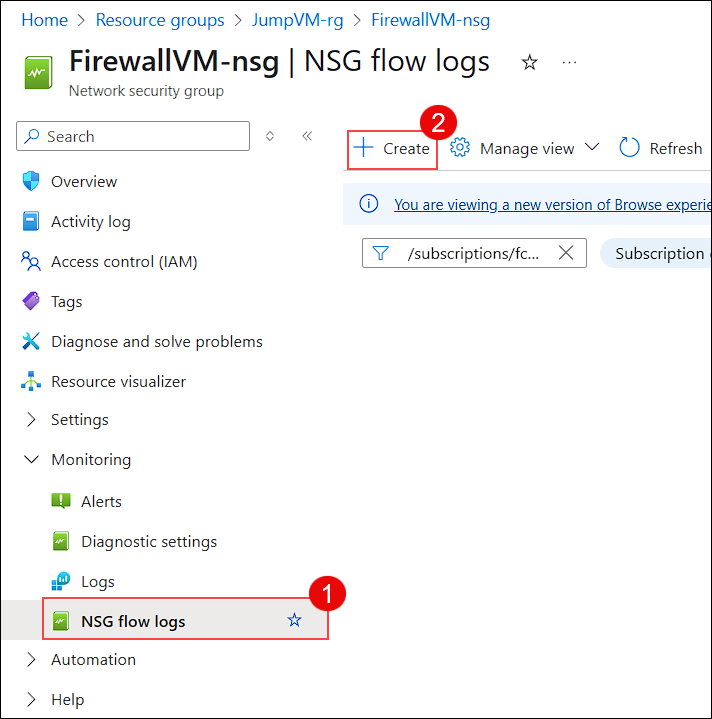 Home > Resource groups > JumpVM-rg > FirewallVM-nsg
FirewallVM-nsg | NSG flow logs
Network security group
2
Search
Create
Manage view
Refresh
Overview
You are viewing a new version of Browse experie
Activity log
/subscriptions/fc...
Subscription
Access control (IAM)
Tags
Diagnose and solve problems
Resource visualizer
Settings
Monitoring
Alerts
Diagnostic settings
Logs
1
NSG flow logs
Automation
Help